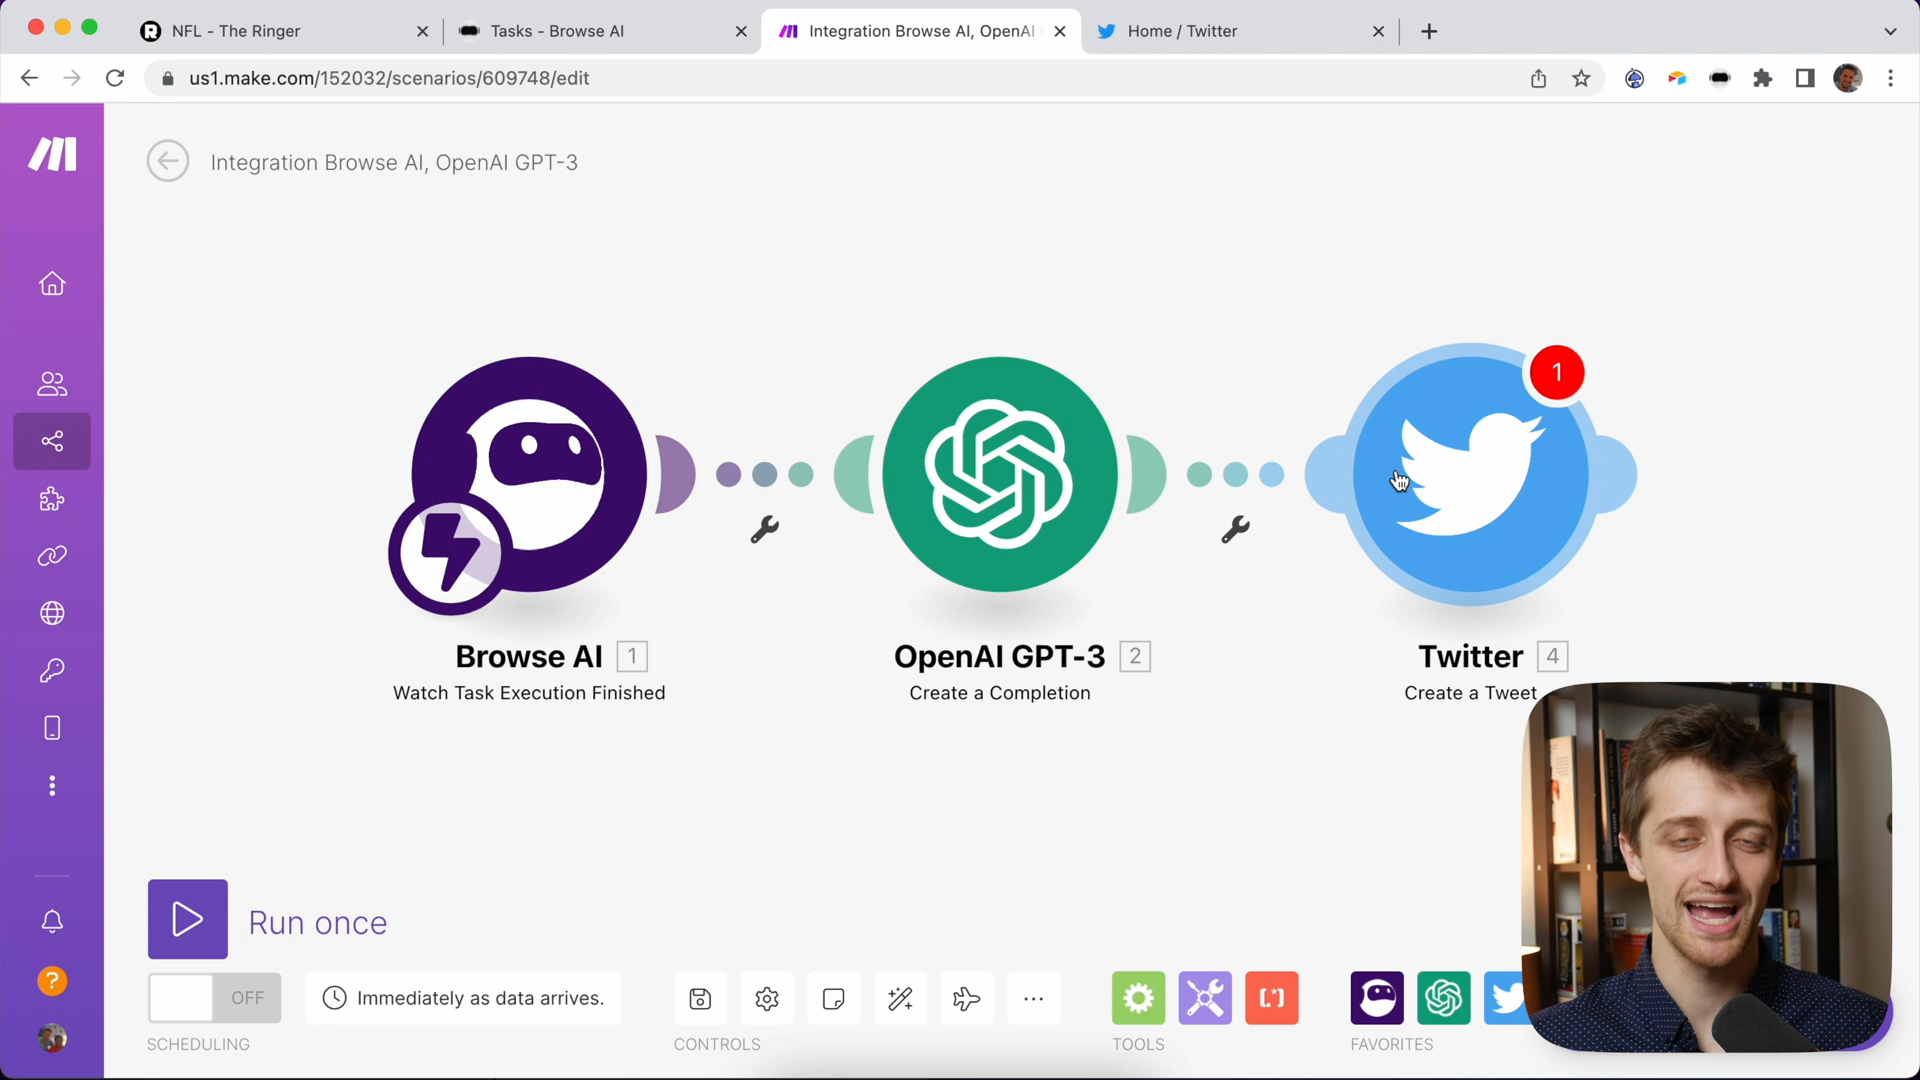 NFL - The Ringer
Tasks - Browse AI
Integration Browse AI, OpenAI
Home / Twitter
us1.make.com/152032/scenarios/609748/edit
Integration Browse AI, OpenAI GPT-3
1
Browse AI 1
Watch Task Execution Finished
OpenAI GPT-3 2
Create a Completion
Twitter 4
Create a Tweet
Run once
OFF
Immediately as data arrives.
?
[.*]
SCHEDULING
CONTROLS
TOOLS
FAVORITES